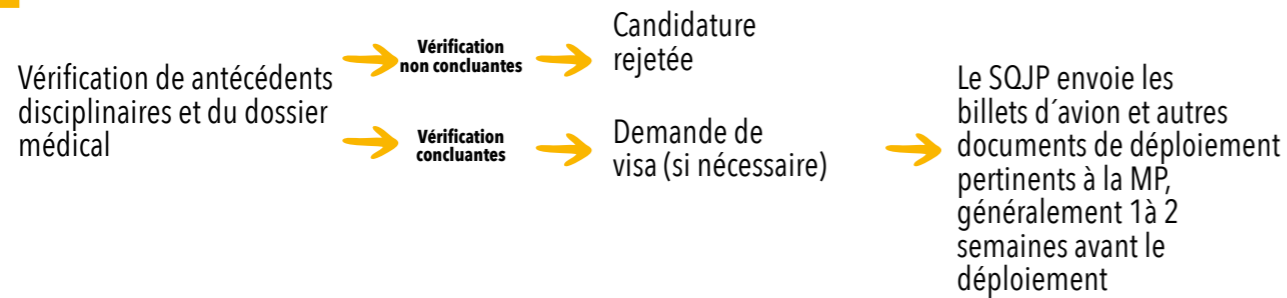 Vérification de antécédents
disciplinaires et du dossier
médical
Vérification
non concluantes
Candidature
rejetée
Vérification
concluantes
Demande de
visa (si nécessaire)
Le SQJP envoie les
billets d´avion et autres
documents de déploiement
pertinents à la MP,
généralement 1à 2
semaines avant le
déploiement